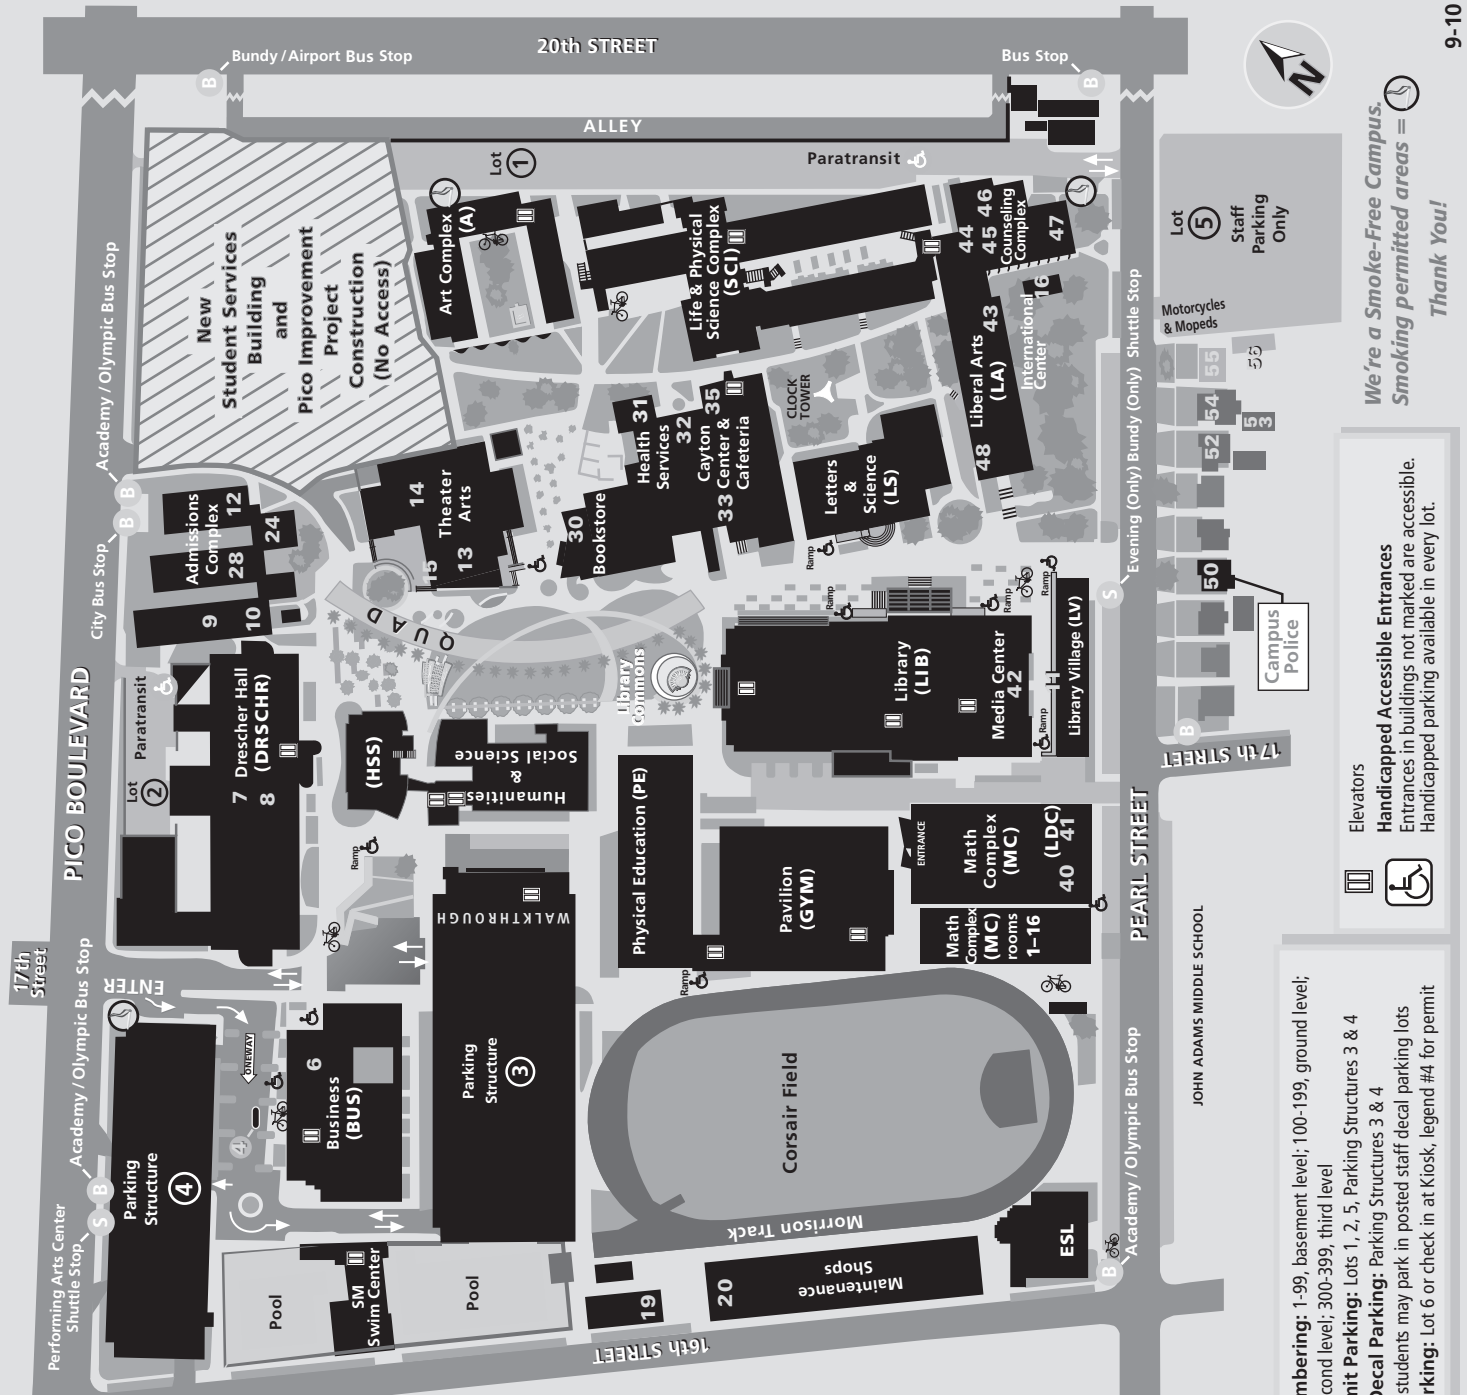 20th STREET
Bundy / Airport Bus Stop
Bus Stop
B
B
ALLEY
Lot
1
Paratransit
9-10
N
We're a Smoke-Free Campus.
Smoking permitted areas =
Thank You!
PICO BOULEVARD
Academy / Olympic Bus Stop
B
City Bus Stop
B
New
Student Services
Building
and
Pico Improvement
Project
Construction
(No Access)
Art Complex
(A)
Life & Physical
Science Complex
(SCI)
44
45
46
Counseling
Complex
47
16
International
Center
43
Liberal Arts
(LA)
48
Lot
5
Staff
Parking
Only
Motorcycles
& Mopeds
Evening (Only) Bundy (Only) Shuttle Stop
S
55
56
54
53
52
50
Campus
Police
Admissions
Complex
12
24
28
9
10
14
Theater
Arts
13
15
30
Bookstore
Health
Services
31
32
Cayton
Center &
Cafeteria
35
33
CLOCK
TOWER
Letters
&
Science
(LS)
Ramp
QUAD
Library
Commons
Ramp
Ramp
Ramp
Library
(LIB)
Media Center
42
Ramp
Library Village (LV)
Paratransit
Lot
2
Drescher Hall
(DRSCHR)
7
8
(HSS)
Humanities
&
Social Science
Ramp
Physical Education (PE)
Pavilion
(GYM)
ENTRANCE
Math
Complex
(MC)
(LDC)
40
41
Math
Complex
(MC)
rooms
1-16
PEARL STREET
17th STREET
B
JOHN ADAMS MIDDLE SCHOOL
17th
Street
Academy / Olympic Bus Stop
B
ENTER
WALKTHROUGH
ONEWAY
4
6
Business
(BUS)
Parking
Structure
3
Ramp
Parking
Structure
4
Corsair Field
Morrison Track
Performing Arts Center
Shuttle Stop
S
Pool
SM
Swim Center
Pool
19
20
Maintenance
Shops
ESL
16th STREET
Academy / Olympic Bus Stop
B
Elevators
Handicapped Accessible Entrances
Entrances in buildings not marked are accessible.
Handicapped parking available in every lot.
mbering: 1-99, basement level; 100-199, ground level;
cond level; 300-399, third level
mit Parking: Lots 1, 2, 5, Parking Structures 3 & 4
Decal Parking: Parking Structures 3 & 4
students may park in posted staff decal parking lots
rking: Lot 6 or check in at Kiosk, legend #4 for permit